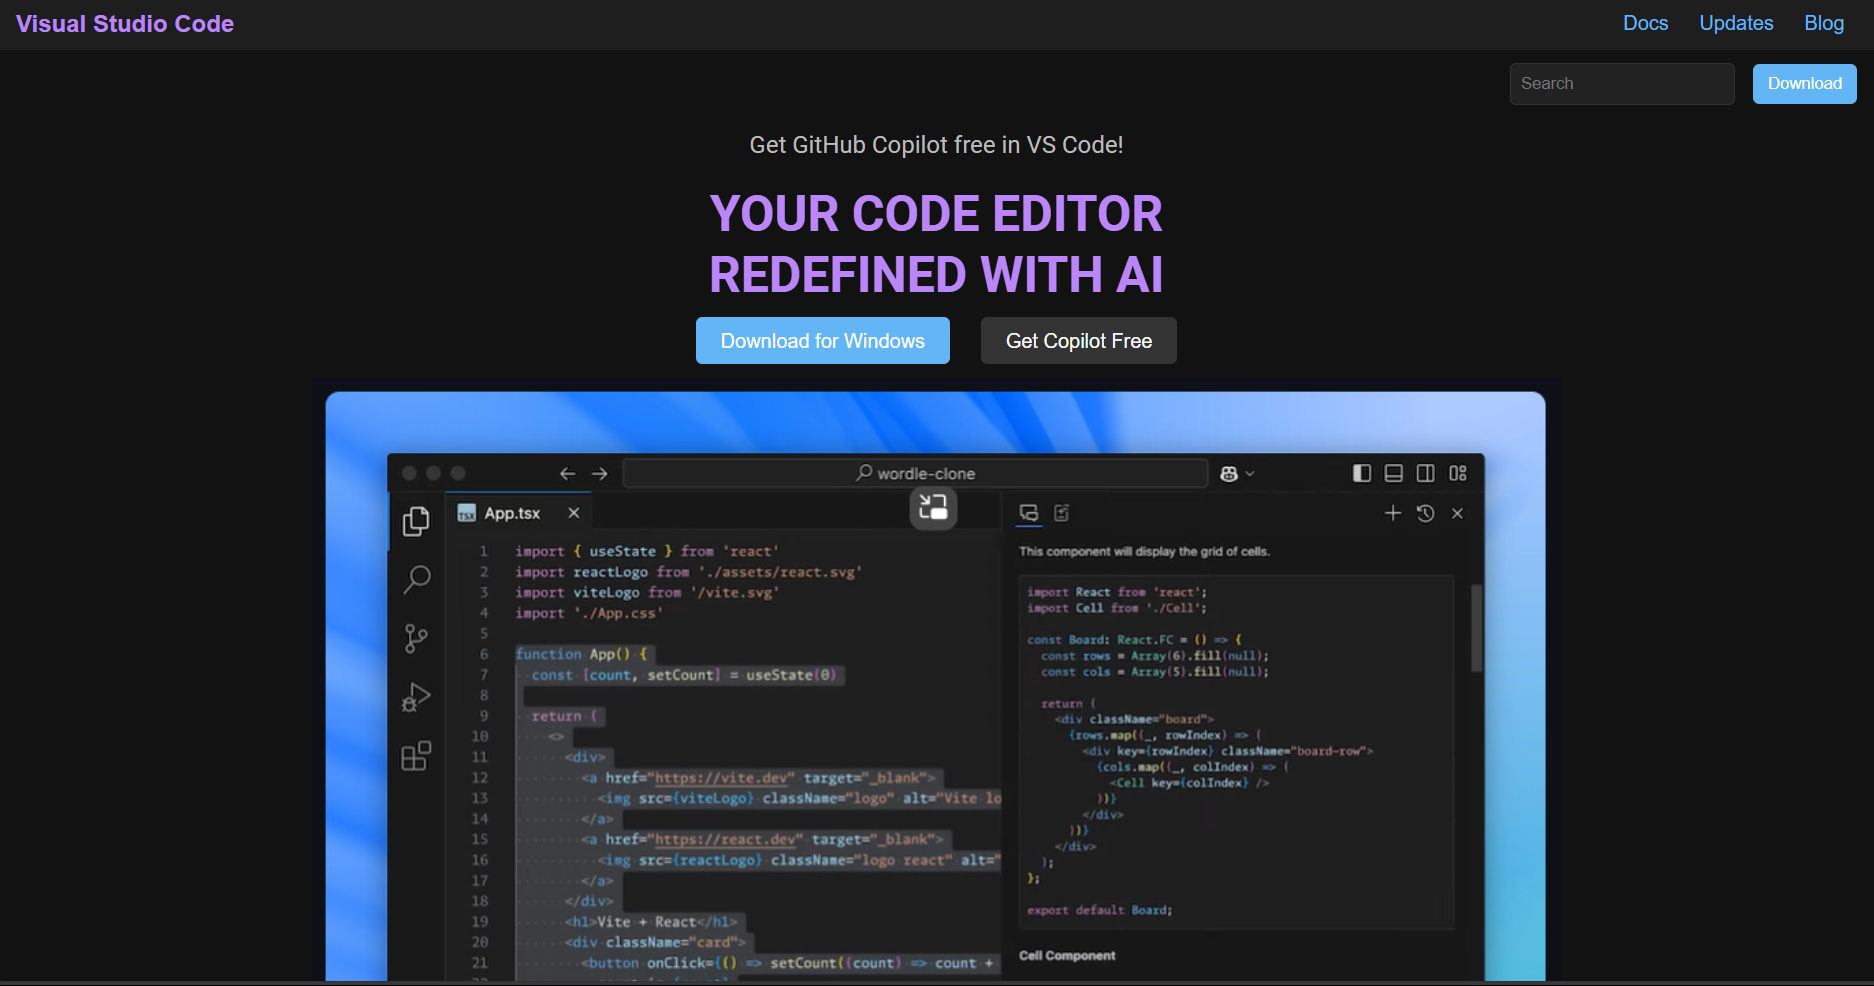 Visual Studio Code
Docs Updates Blog
Search Download
Get GitHub Copilot free in VS Code!
YOUR CODE EDITOR
REDEFINED WITH AI
Download for Windows Get Copilot Free
wordle-clone
TSX App.tsx
1 import { useState } from 'react'
2 import reactLogo from './assets/react.svg'
3 import viteLogo from '/vite.svg'
4 import './App.css'
5
6 function App() {
7 const [count, setCount] = useState(0)
8
9 return (
10 <>
11 <div>
12 <a href="https://vite.dev" target="_blank">
13 <img src={viteLogo} className="logo" alt="Vite lo
14 </a>
15 <a href="https://react.dev" target="_blank">
16 <img src={reactLogo} className="logo react" alt="
17 </a>
18 </div>
19 <h1>Vite + React</h1>
20 <div className="card">
21 <button onClick={() => setCount((count) => count +
This component will display the grid of cells.
import React from 'react';
import Cell from './Cell';
const Board: React.FC = () => {
const rows = Array(6).fill(null);
const cols = Array(5).fill(null);
return (
<div className="board">
{rows.map((_, rowIndex) => (
<div key={rowIndex} className="board-row">
{cols.map((_, colIndex) => (
<Cell key={colIndex} />
))}
</div>
))}
</div>
);
};
export default Board;
Cell Component